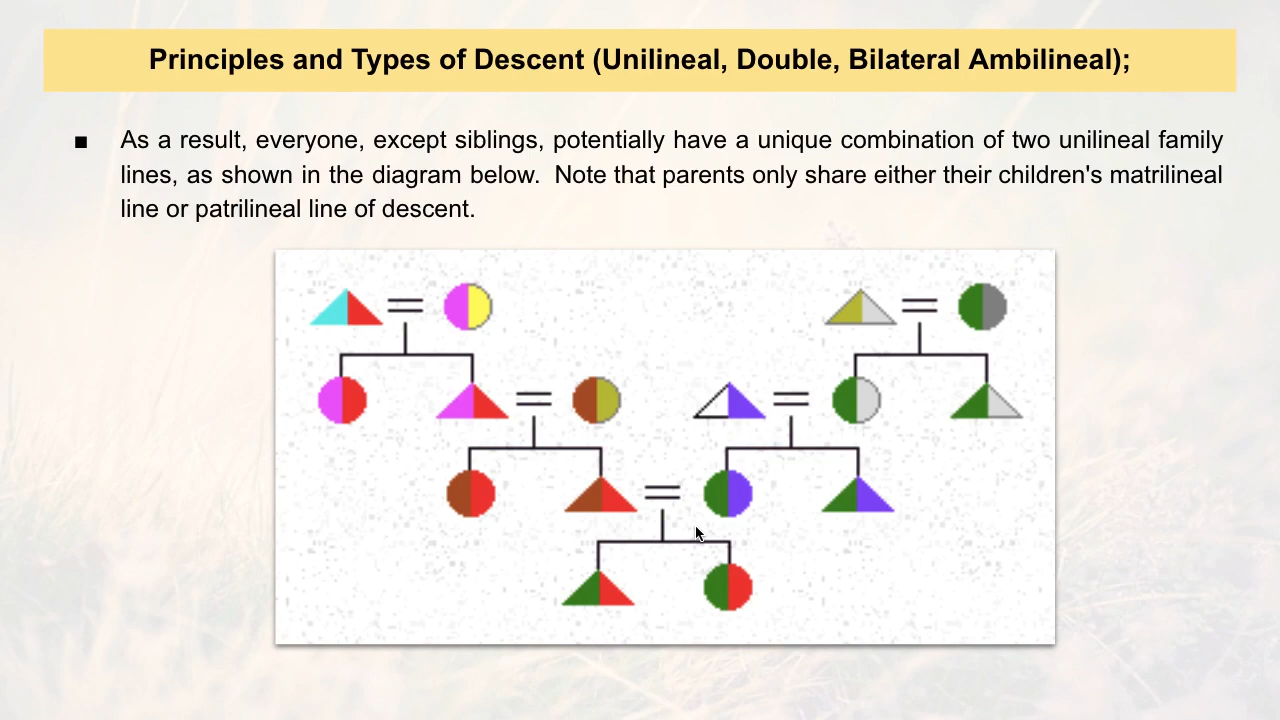 Principles and Types of Descent (Unilineal, Double, Bilateral Ambilineal);
■ As a result, everyone, except siblings, potentially have a unique combination of two unilineal family
lines, as shown in the diagram below. Note that parents only share either their children's matrilineal
line or patrilineal line of descent.